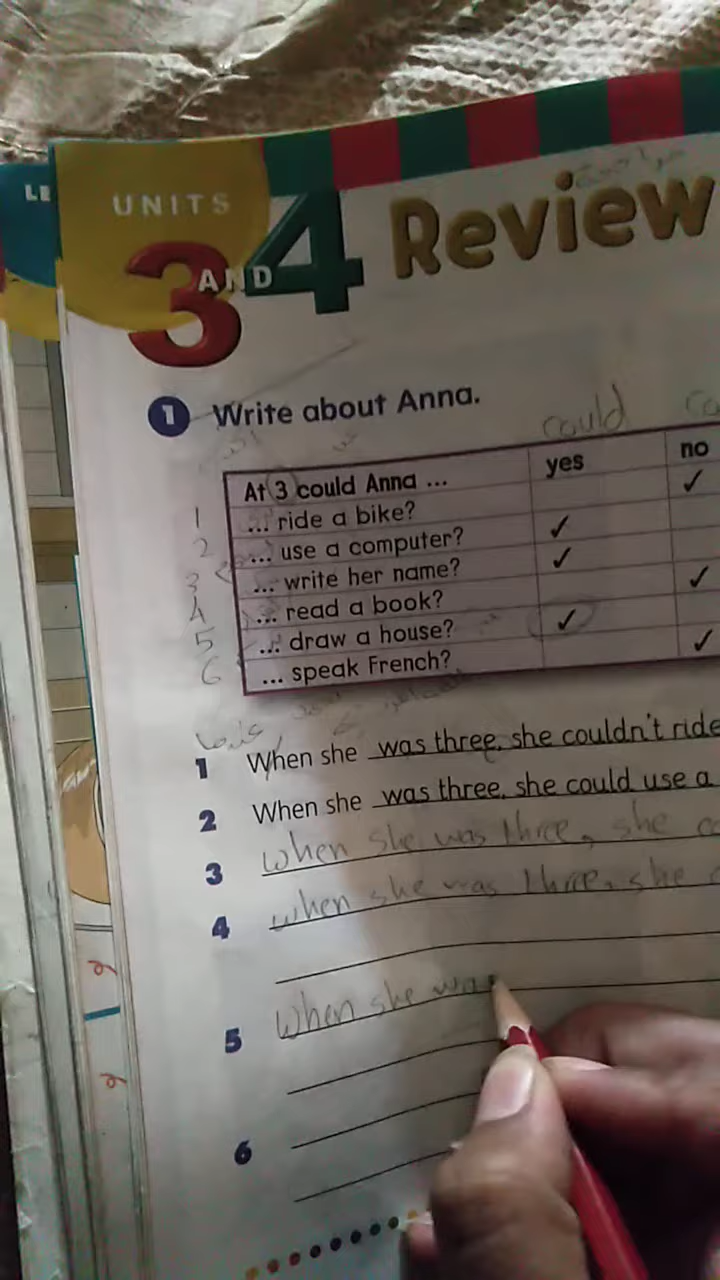 LE
UNITS
3 AND 4 Review
1 Write about Anna.
could
At 3 could Anna ... yes no
1 ... ride a bike? ✓
2 ... use a computer? ✓
3 ... write her name? ✓
4 ... read a book? ✓
5 ... draw a house? ✓
6 ... speak French? ✓
1 When she was three, she couldn't ride
2 When she was three, she could use a
3 When she was three, she
4 when she was three, she
5 When she was
6